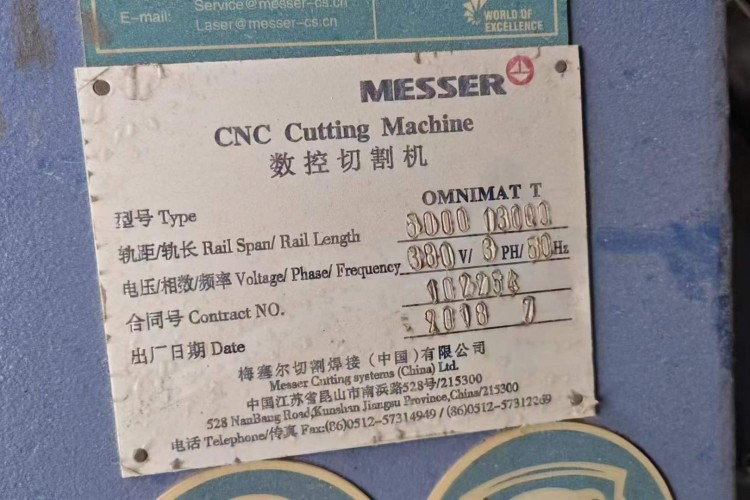 E-mail: Service@messer-cs.cn
Laser@messer-cs.cn
WORLD OF
EXCELLENCE
MESSER
CNC Cutting Machine
数控切割机
型号 Type OMNIMAT T
轨距/轨长 Rail Span/ Rail Length 5000 13000
电压/相数/频率 Voltage/ Phase/ Frequency 380 V/ 3 PH/ 50 Hz
合同号 Contract NO.
出厂日期 Date 2018 7
梅塞尔切割焊接（中国）有限公司
Messer Cutting systems (China) Ltd.
中国江苏省昆山市南浜路528号/215300
528 NanBang Road,Kunshan Jiangsu Province,China/215300
电话 Telephone/传真 Fax:(86)0512-57314949 / (86)0512-57312269